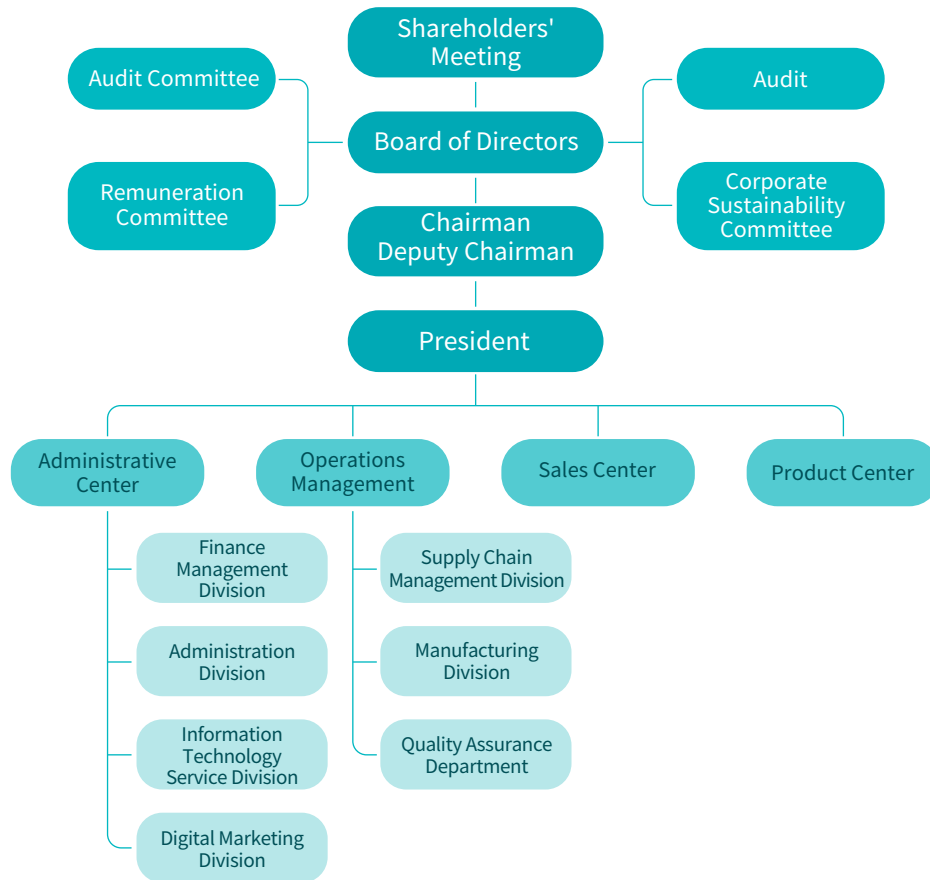 Shareholders'
Meeting
Audit Committee
Audit
Board of Directors
Remuneration
Committee
Corporate
Sustainability
Committee
Chairman
Deputy Chairman
President
Administrative
Center
Operations
Management
Sales Center
Product Center
Finance
Management
Division
Supply Chain
Management Division
Administration
Division
Manufacturing
Division
Information
Technology
Service Division
Quality Assurance
Department
Digital Marketing
Division